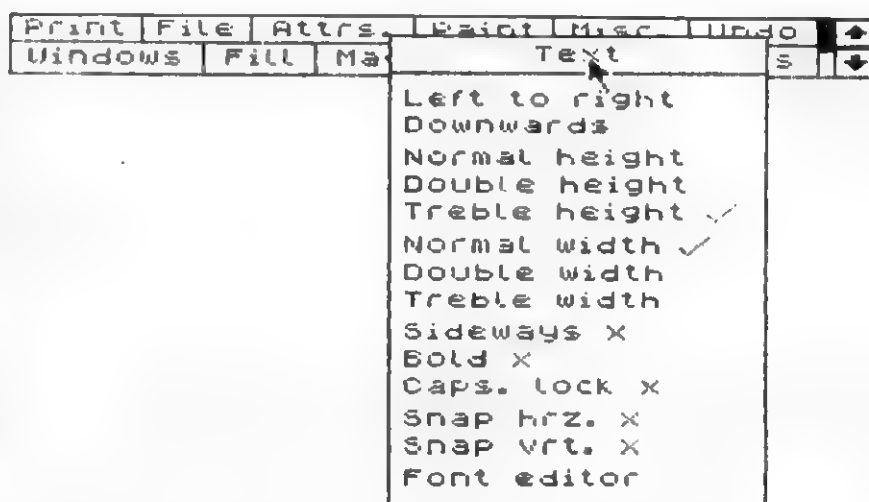 Print File Attrs. Paint Misc. Undo
Windows Fill Ma Text s
Left to right
Downwards
Normal height
Double height
Treble height ✓
Normal width ✓
Double width
Treble width
Sideways x
Bold x
Caps. lock x
Snap hrz. x
Snap vrt. x
Font editor